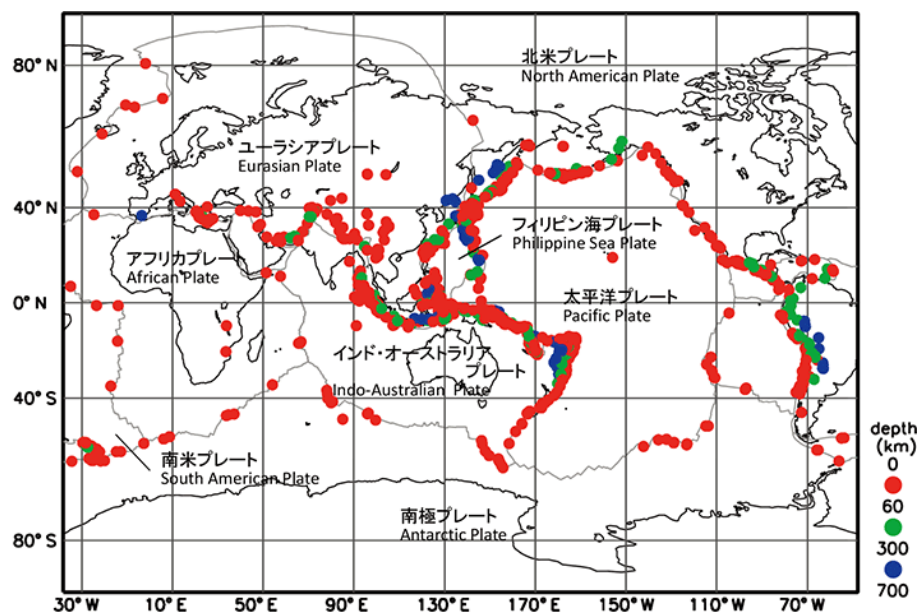 北米プレート
North American Plate
80° N
ユーラシアプレート
Eurasian Plate
40° N
フィリピン海プレート
Philippine Sea Plate
アフリカプレート
African Plate
太平洋プレート
Pacific Plate
0° N
インド・オーストラリア
プレート
Indo-Australian Plate
40° S
depth
(km)
0
60
300
700
南米プレート
South American Plate
南極プレート
Antarctic Plate
80° S
30° W
10° E
50° E
90° E
130° E
170° E
150° W
110° W
70° W